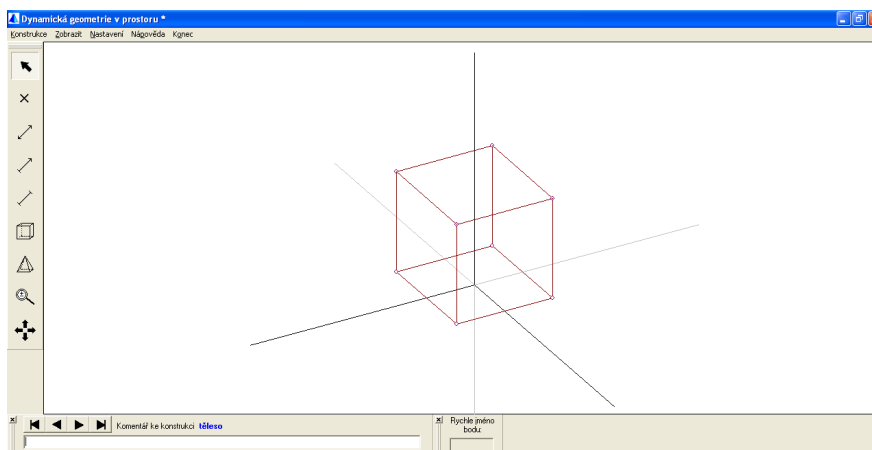 Dynamická geometrie v prostoru *
Konstrukce Zobrazit Nastavení Nápověda Konec
Komentář ke konstrukci těleso
Rychlé jméno
bodu: